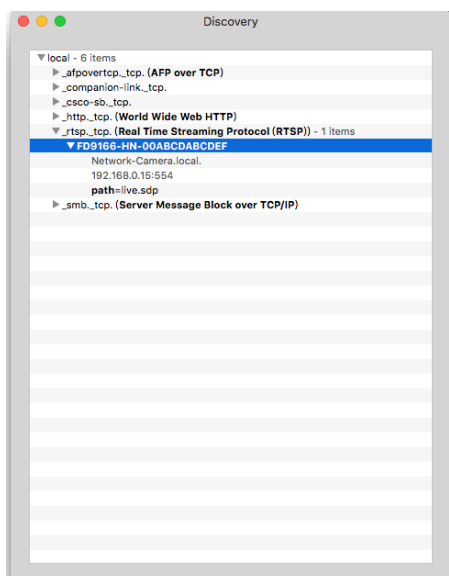 Discovery
local - 6 items
_afpovertcp._tcp. (AFP over TCP)
_companion-link._tcp.
_csco-sb._tcp.
_http._tcp. (World Wide Web HTTP)
_rtsp._tcp. (Real Time Streaming Protocol (RTSP)) - 1 items
FD9166-HN-00ABCDABCDEF
Network-Camera.local.
192.168.0.15:554
path=live.sdp
_smb._tcp. (Server Message Block over TCP/IP)